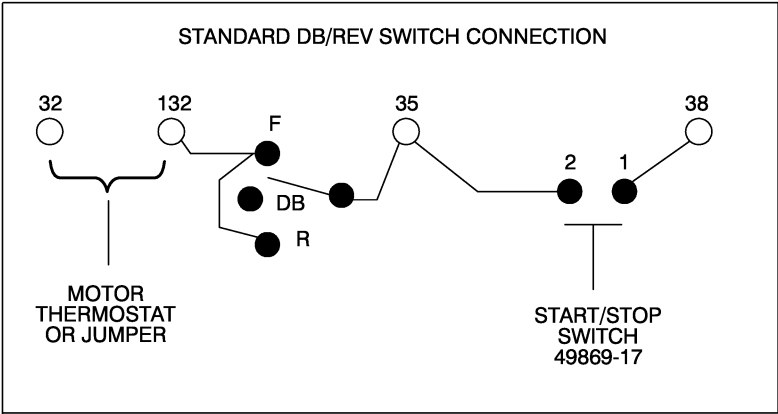 STANDARD DB/REV SWITCH CONNECTION
32
132
F
35
38
2
1
DB
R
MOTOR
THERMOSTAT
OR JUMPER
START/STOP
SWITCH
49869-17